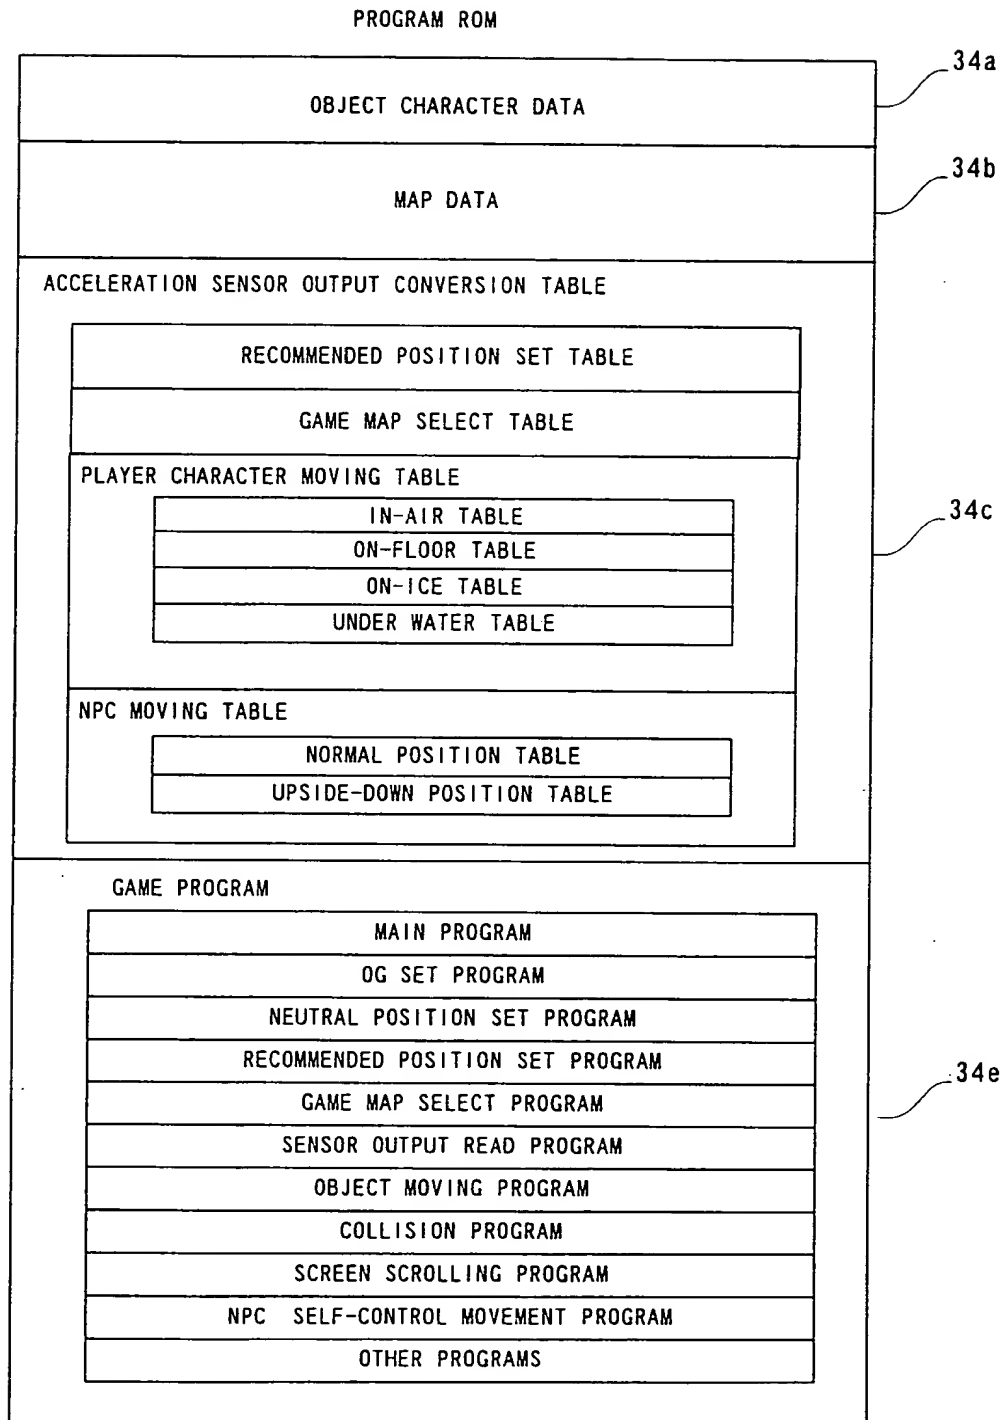 PROGRAM ROM
34a
OBJECT CHARACTER DATA
34b
MAP DATA
ACCELERATION SENSOR OUTPUT CONVERSION TABLE
RECOMMENDED POSITION SET TABLE
GAME MAP SELECT TABLE
PLAYER CHARACTER MOVING TABLE
IN-AIR TABLE
34c
ON-FLOOR TABLE
ON-ICE TABLE
UNDER WATER TABLE
NPC MOVING TABLE
NORMAL POSITION TABLE
UPSIDE-DOWN POSITION TABLE
GAME PROGRAM
MAIN PROGRAM
OG SET PROGRAM
NEUTRAL POSITION SET PROGRAM
RECOMMENDED POSITION SET PROGRAM
34e
GAME MAP SELECT PROGRAM
SENSOR OUTPUT READ PROGRAM
OBJECT MOVING PROGRAM
COLLISION PROGRAM
SCREEN SCROLLING PROGRAM
NPC SELF-CONTROL MOVEMENT PROGRAM
OTHER PROGRAMS